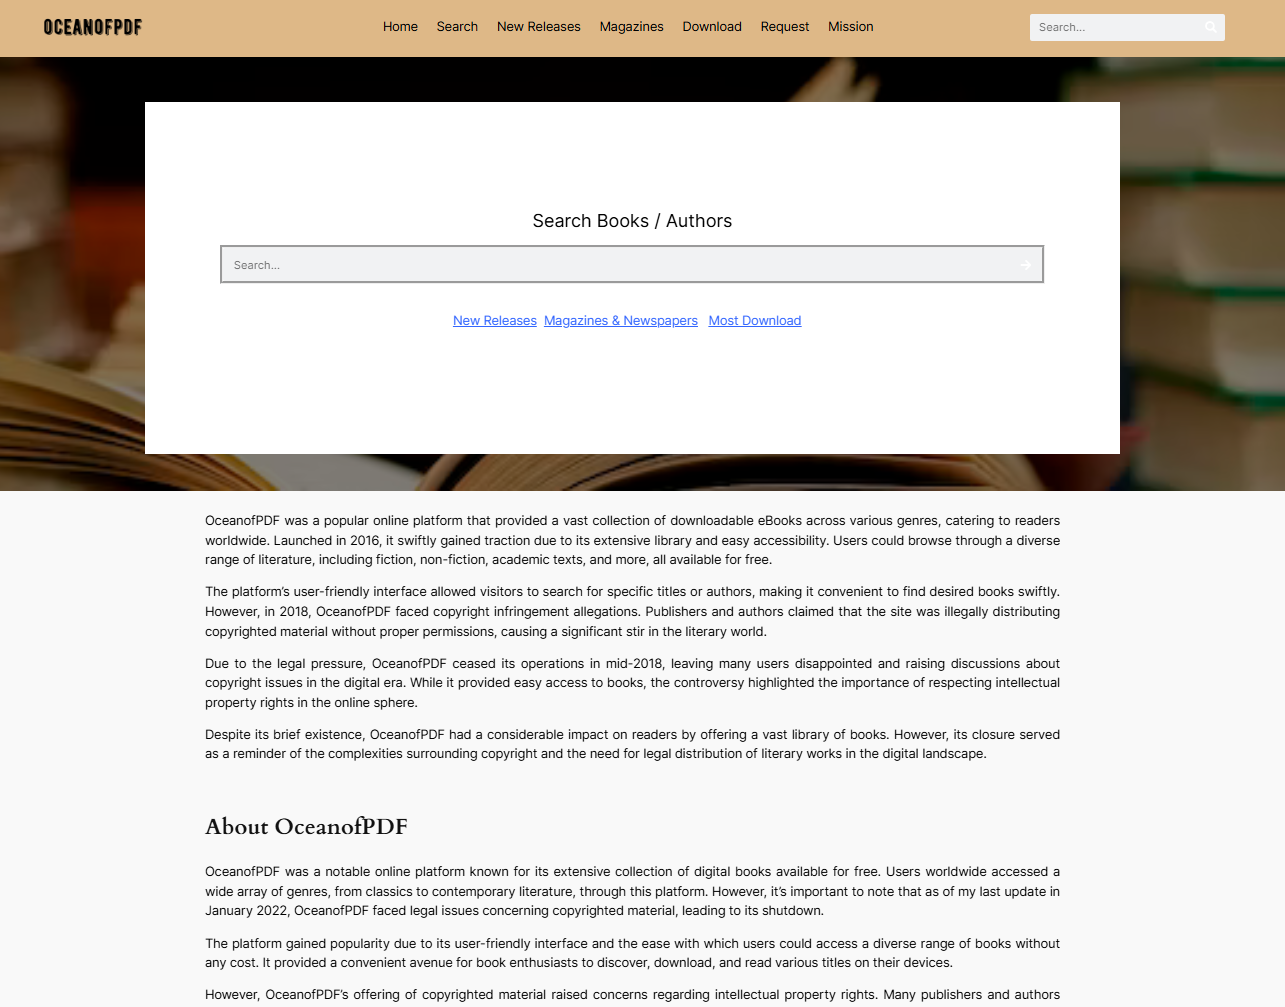 OCEANOFPDF
Home Search New Releases Magazines Download Request Mission
Search...
Search Books / Authors
Search...
New Releases Magazines & Newspapers Most Download
OceanofPDF was a popular online platform that provided a vast collection of downloadable eBooks across various genres, catering to readers
worldwide. Launched in 2016, it swiftly gained traction due to its extensive library and easy accessibility. Users could browse through a diverse
range of literature, including fiction, non-fiction, academic texts, and more, all available for free.
The platform’s user-friendly interface allowed visitors to search for specific titles or authors, making it convenient to find desired books swiftly.
However, in 2018, OceanofPDF faced copyright infringement allegations. Publishers and authors claimed that the site was illegally distributing
copyrighted material without proper permissions, causing a significant stir in the literary world.
Due to the legal pressure, OceanofPDF ceased its operations in mid-2018, leaving many users disappointed and raising discussions about
copyright issues in the digital era. While it provided easy access to books, the controversy highlighted the importance of respecting intellectual
property rights in the online sphere.
Despite its brief existence, OceanofPDF had a considerable impact on readers by offering a vast library of books. However, its closure served
as a reminder of the complexities surrounding copyright and the need for legal distribution of literary works in the digital landscape.
About OceanofPDF
OceanofPDF was a notable online platform known for its extensive collection of digital books available for free. Users worldwide accessed a
wide array of genres, from classics to contemporary literature, through this platform. However, it’s important to note that as of my last update in
January 2022, OceanofPDF faced legal issues concerning copyrighted material, leading to its shutdown.
The platform gained popularity due to its user-friendly interface and the ease with which users could access a diverse range of books without
any cost. It provided a convenient avenue for book enthusiasts to discover, download, and read various titles on their devices.
However, OceanofPDF’s offering of copyrighted material raised concerns regarding intellectual property rights. Many publishers and authors